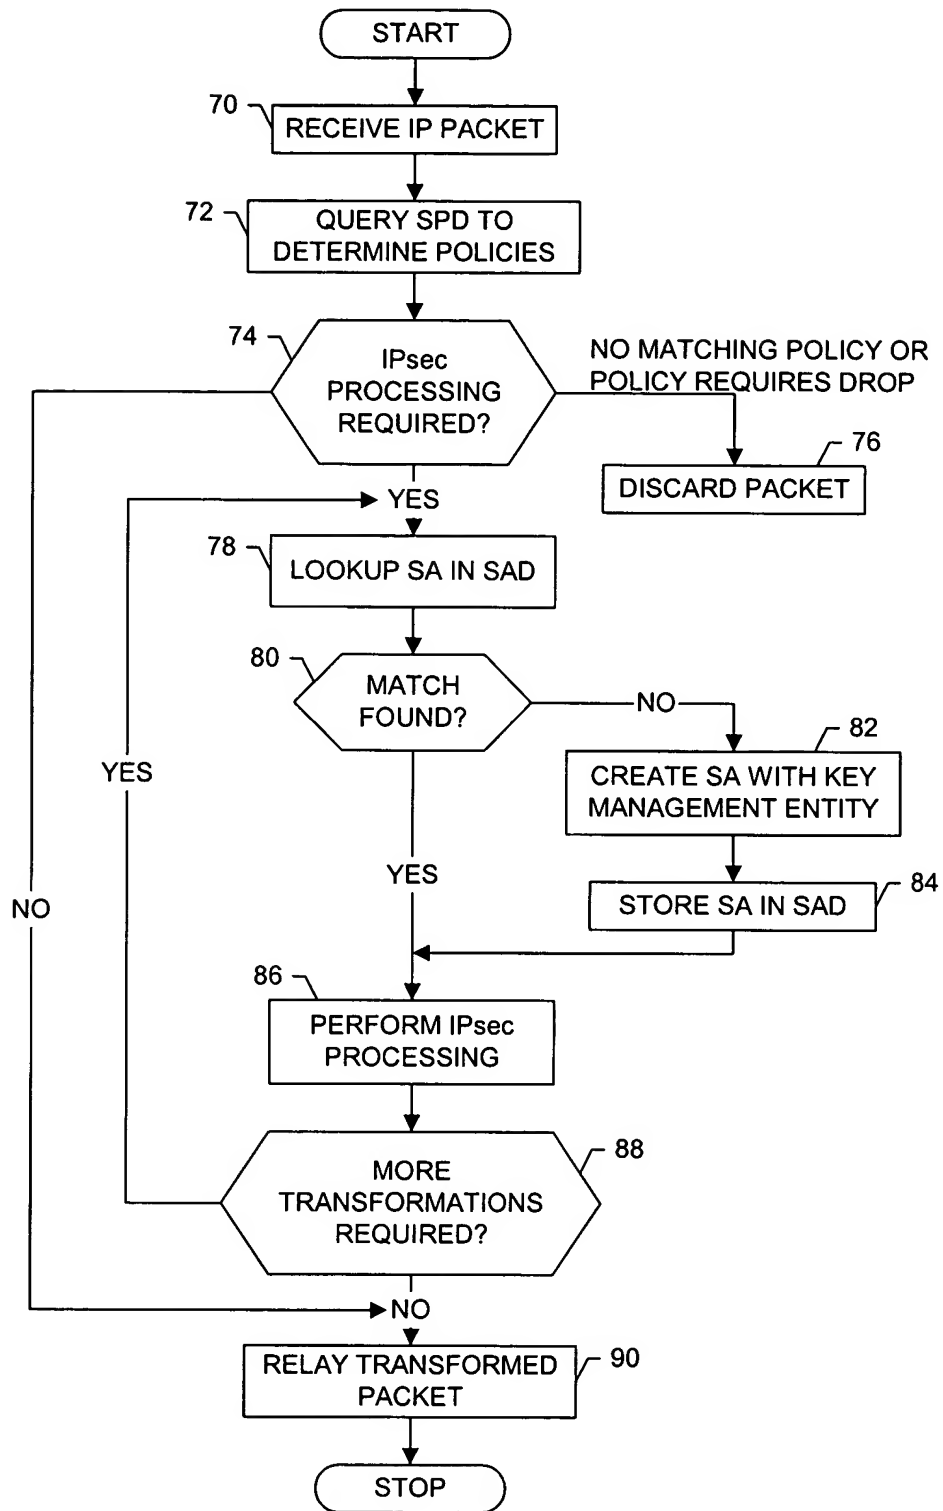 START
70
RECEIVE IP PACKET
72
QUERY SPD TO
DETERMINE POLICIES
74
IPsec
PROCESSING
REQUIRED?
NO MATCHING POLICY OR
POLICY REQUIRES DROP
76
DISCARD PACKET
YES
78
LOOKUP SA IN SAD
80
MATCH
FOUND?
NO
82
CREATE SA WITH KEY
MANAGEMENT ENTITY
YES
YES
84
STORE SA IN SAD
NO
86
PERFORM IPsec
PROCESSING
88
MORE
TRANSFORMATIONS
REQUIRED?
NO
90
RELAY TRANSFORMED
PACKET
STOP